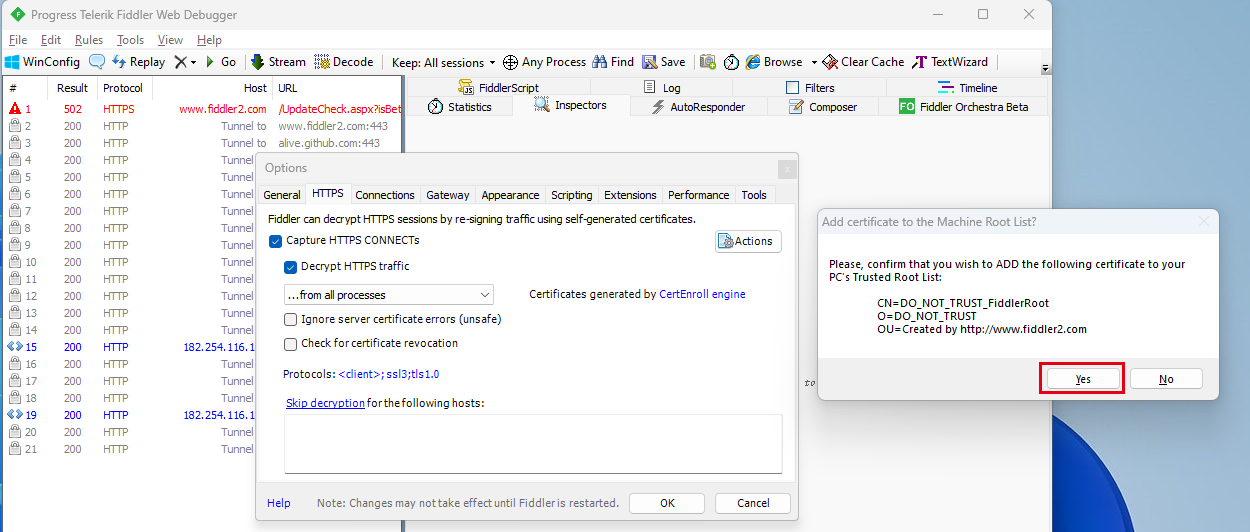 Progress Telerik Fiddler Web Debugger
File Edit Rules Tools View Help
WinConfig Replay Go Stream Decode Keep: All sessions Any Process Find Save Browse Clear Cache TextWizard
# Result Protocol Host URL
1 502 HTTPS www.fiddler2.com /UpdateCheck.aspx?isBet
2 200 HTTP Tunnel to www.fiddler2.com:443
3 200 HTTP Tunnel to alive.github.com:443
4 200 HTTP Tunnel
5 200 HTTP Tunnel
6 200 HTTP Tunnel
7 200 HTTP Tunnel
8 200 HTTP Tunnel
9 200 HTTP Tunnel
10 200 HTTP Tunnel
11 200 HTTP Tunnel
12 200 HTTP Tunnel
13 200 HTTP Tunnel
14 200 HTTP Tunnel
15 200 HTTP 182.254.116.1
16 200 HTTP Tunnel
17 200 HTTP Tunnel
18 200 HTTP Tunnel
19 200 HTTP 182.254.116.1
20 200 HTTP Tunnel
21 200 HTTP Tunnel
JS FiddlerScript Log Filters Timeline
Statistics Inspectors AutoResponder Composer FO Fiddler Orchestra Beta
Options
General HTTPS Connections Gateway Appearance Scripting Extensions Performance Tools
Fiddler can decrypt HTTPS sessions by re-signing traffic using self-generated certificates.
Capture HTTPS CONNECTs Actions
Decrypt HTTPS traffic
...from all processes Certificates generated by CertEnroll engine
Ignore server certificate errors (unsafe)
Check for certificate revocation
Protocols: <client>;ssl3;tls1.0
to
Skip decryption for the following hosts:
Help Note: Changes may not take effect until Fiddler is restarted. OK Cancel
Add certificate to the Machine Root List?
Please, confirm that you wish to ADD the following certificate to your
PC's Trusted Root List:
CN=DO_NOT_TRUST_FiddlerRoot
O=DO_NOT_TRUST
OU=Created by http://www.fiddler2.com
Yes No